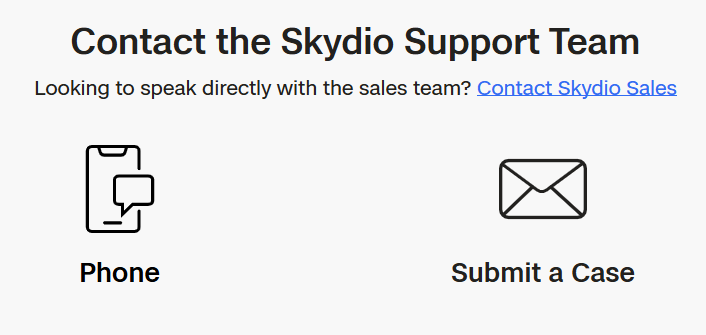 Contact the Skydio Support Team
Looking to speak directly with the sales team? Contact Skydio Sales
Phone
Submit a Case